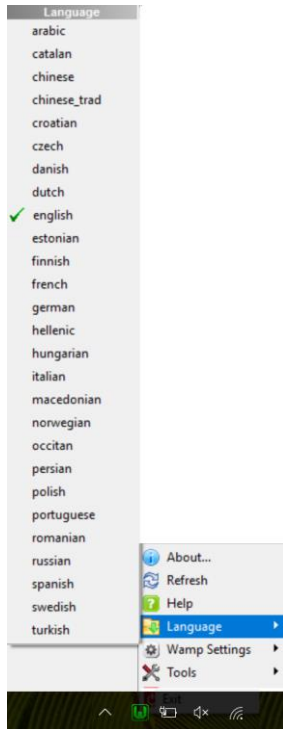 Language
arabic
catalan
chinese
chinese_trad
croatian
czech
danish
dutch
english
estonian
finnish
french
german
hellenic
hungarian
italian
macedonian
norwegian
occitan
persian
polish
portuguese
romanian
russian
spanish
swedish
turkish
About...
Refresh
Help
Language
Wamp Settings
Tools
Exit